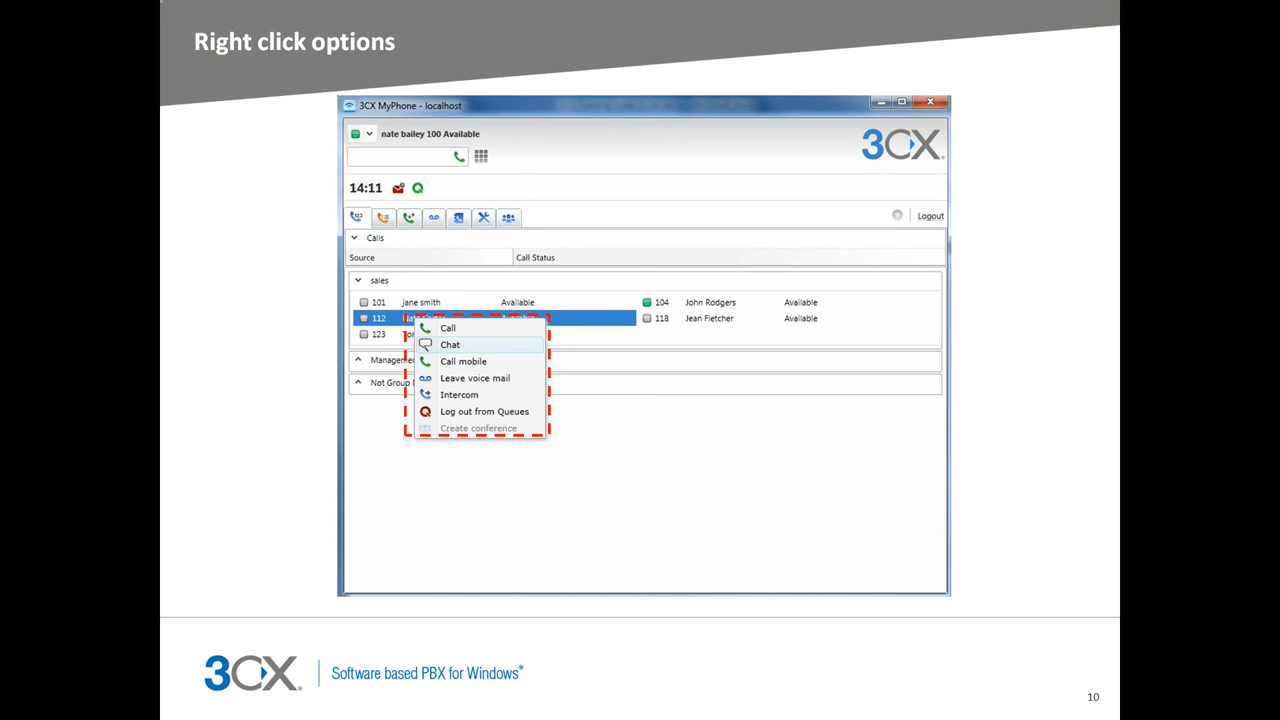 Right click options
3CX MyPhone - localhost
nate bailey 100 Available
3CX
14:11
Logout
Calls
Source Call Status
sales
101 jane smith Available 104 John Rodgers Available
112 118 Jean Fletcher Available
Call
123
Chat
Call mobile
Leave voice mail
Not Group
Intercom
Log out from Queues
Create conference
3CX Software based PBX for Windows®
10